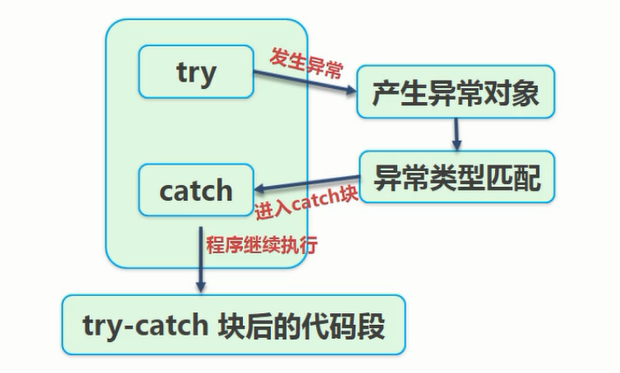 try
发生异常
产生异常对象
异常类型匹配
进入catch块
catch
程序继续执行
try-catch 块后的代码段